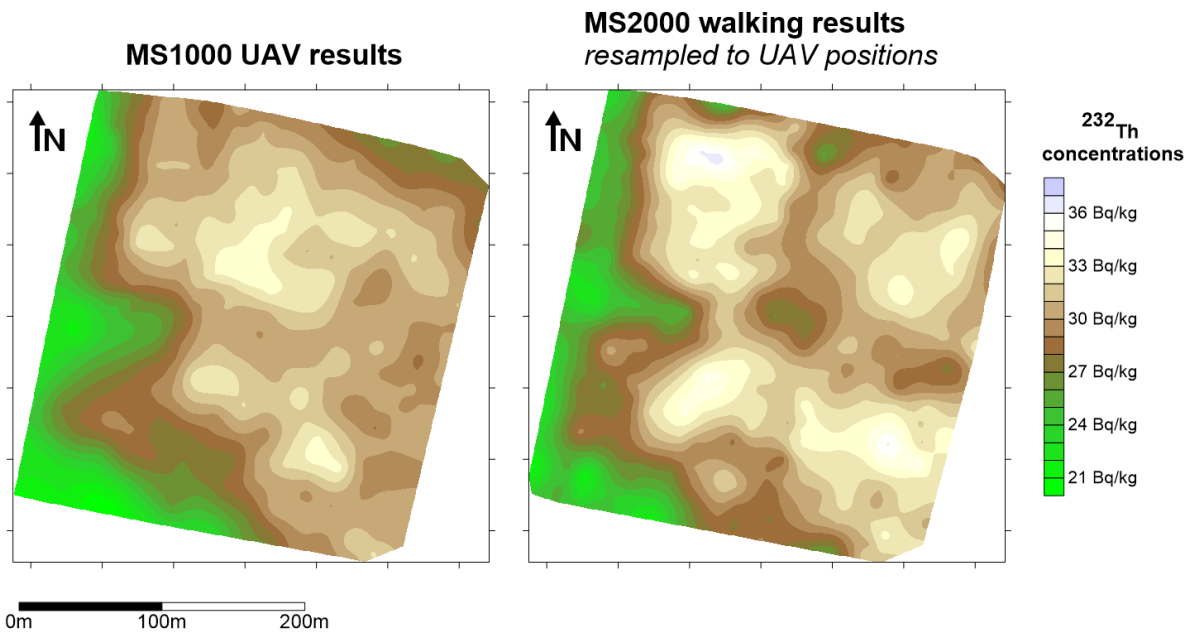 MS1000 UAV results
MS2000 walking results
resampled to UAV positions
N
N
²³²Th
concentrations
36 Bq/kg
33 Bq/kg
30 Bq/kg
27 Bq/kg
24 Bq/kg
21 Bq/kg
0m 100m 200m